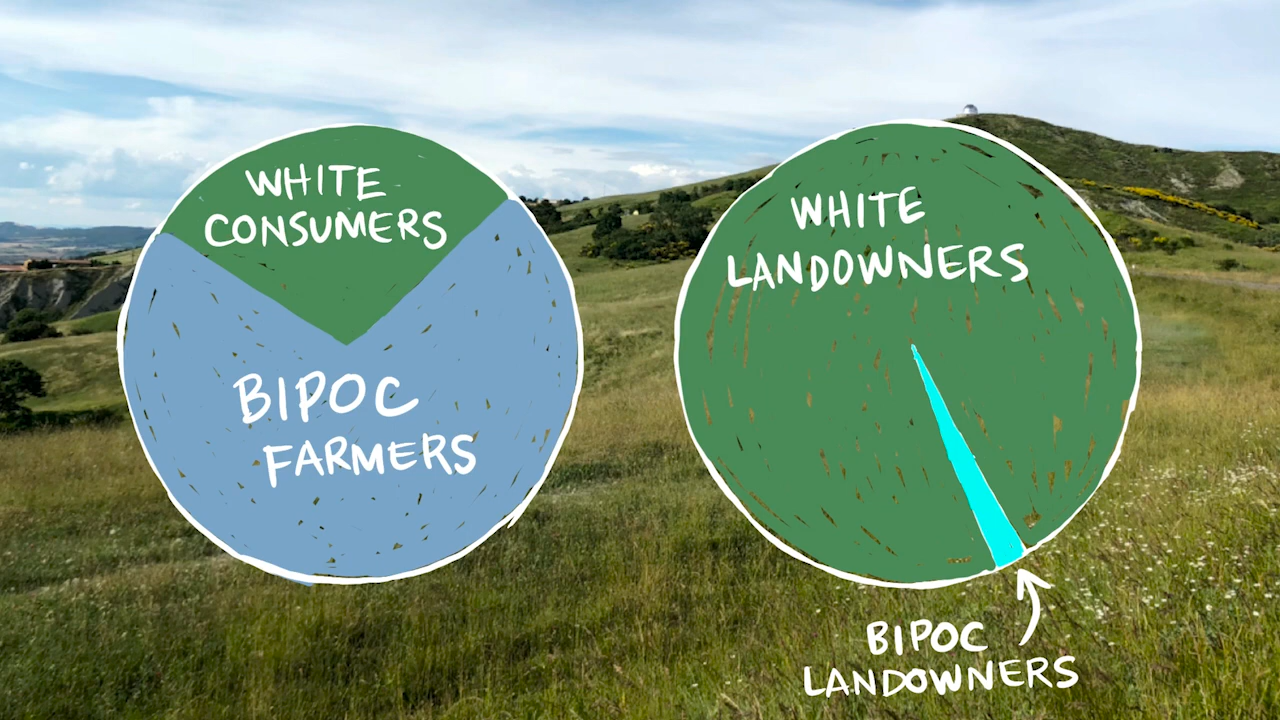 WHITE
CONSUMERS
BIPOC
FARMERS
WHITE
LANDOWNERS
BIPOC
LANDOWNERS